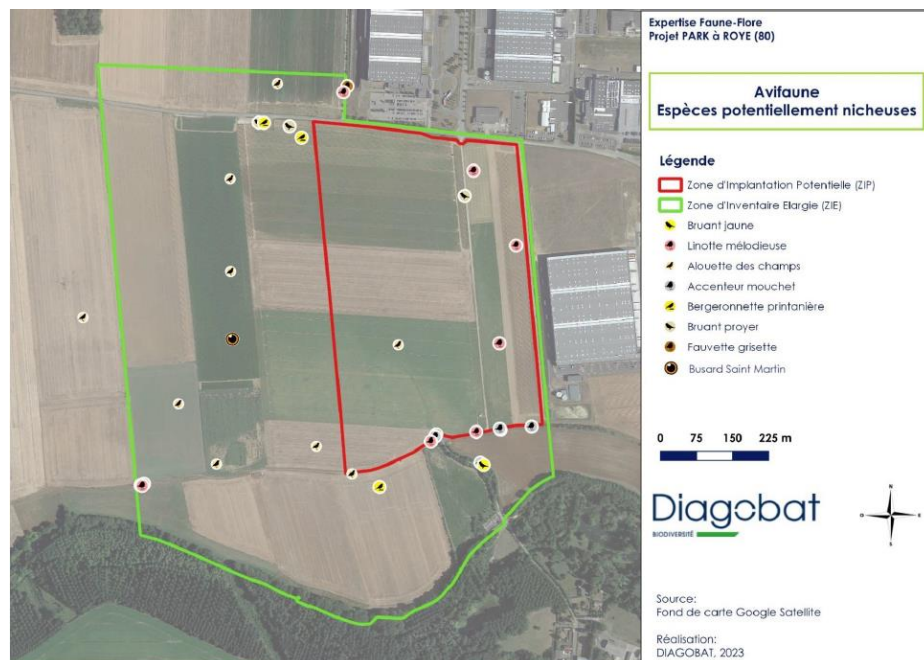 Expertise Faune-Flore
Projet PARK à ROYE (80)
Avifaune
Espèces potentiellement nicheuses
Légende
Zone d'Implantation Potentielle (ZIP)
Zone d'Inventaire Elargie (ZIE)
Bruant jaune
Linotte mélodieuse
Alouette des champs
Accenteur mouchet
Bergeronnette printanière
Bruant proyer
Fauvette grisette
Busard Saint Martin
0 75 150 225 m
Diagobat
BIODIVERSITÉ
N
O E
S
Source:
Fond de carte Google Satellite
Réalisation:
DIAGOBAT, 2023